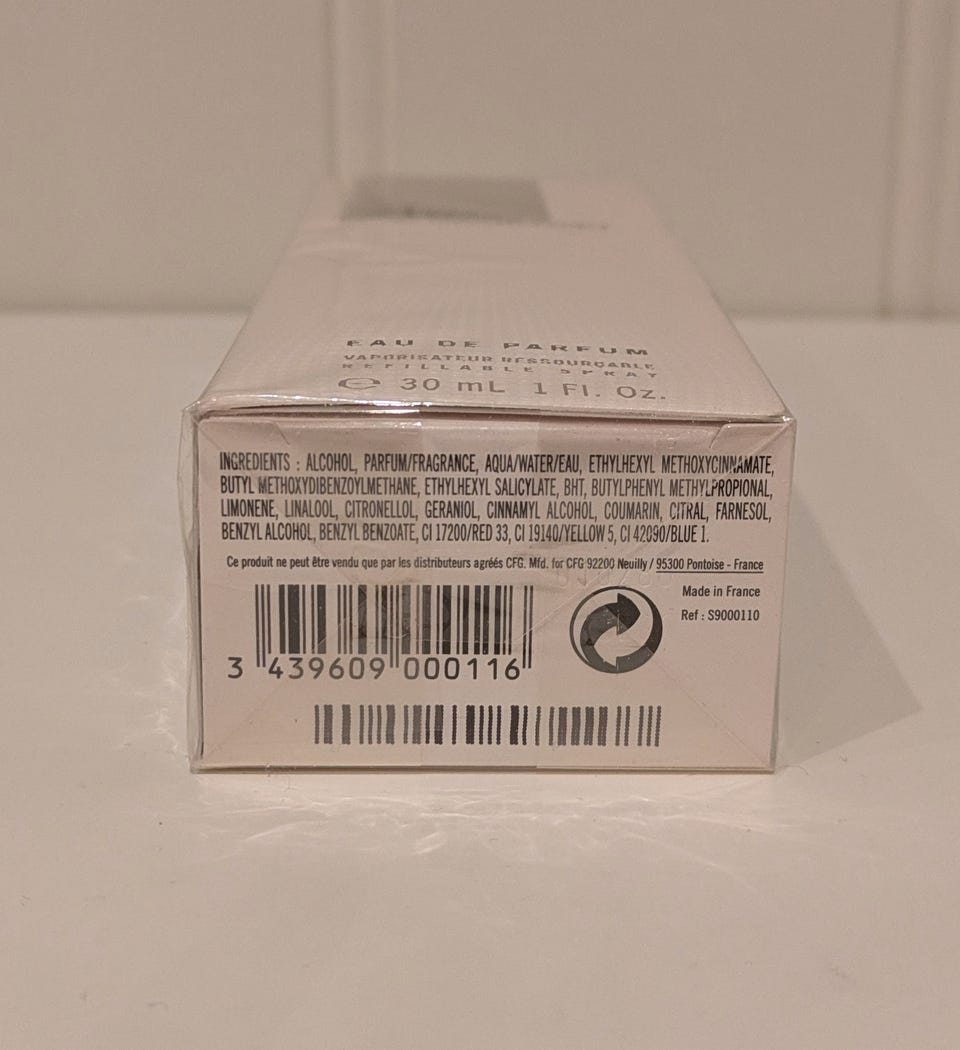 EAU DE PARFUM
VAPORISATEUR RESSOURÇABLE
REFILLABLE SPRAY
e 30 mL 1 Fl. Oz.
INGREDIENTS : ALCOHOL, PARFUM/FRAGRANCE, AQUA/WATER/EAU, ETHYLHEXYL METHOXYCINNAMATE,
BUTYL METHOXYDIBENZOYLMETHANE, ETHYLHEXYL SALICYLATE, BHT, BUTYLPHENYL METHYLPROPIONAL,
LIMONENE, LINALOOL, CITRONELLOL, GERANIOL, CINNAMYL ALCOHOL, COUMARIN, CITRAL, FARNESOL,
BENZYL ALCOHOL, BENZYL BENZOATE, CI 17200/RED 33, CI 19140/YELLOW 5, CI 42090/BLUE 1.
Ce produit ne peut être vendu que par les distributeurs agréés CFG. Mfd. for CFG 92200 Neuilly / 95300 Pontoise - France
Made in France
Ref : S9000110
3 439609 000116